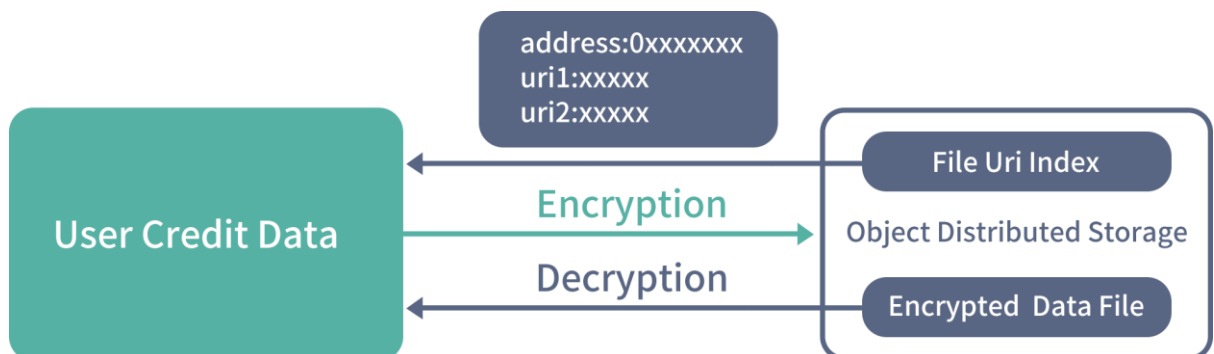 address:0xxxxxxx
uri1:xxxxx
uri2:xxxxx
File Uri Index
Encryption
User Credit Data
Object Distributed Storage
Decryption
Encrypted Data File